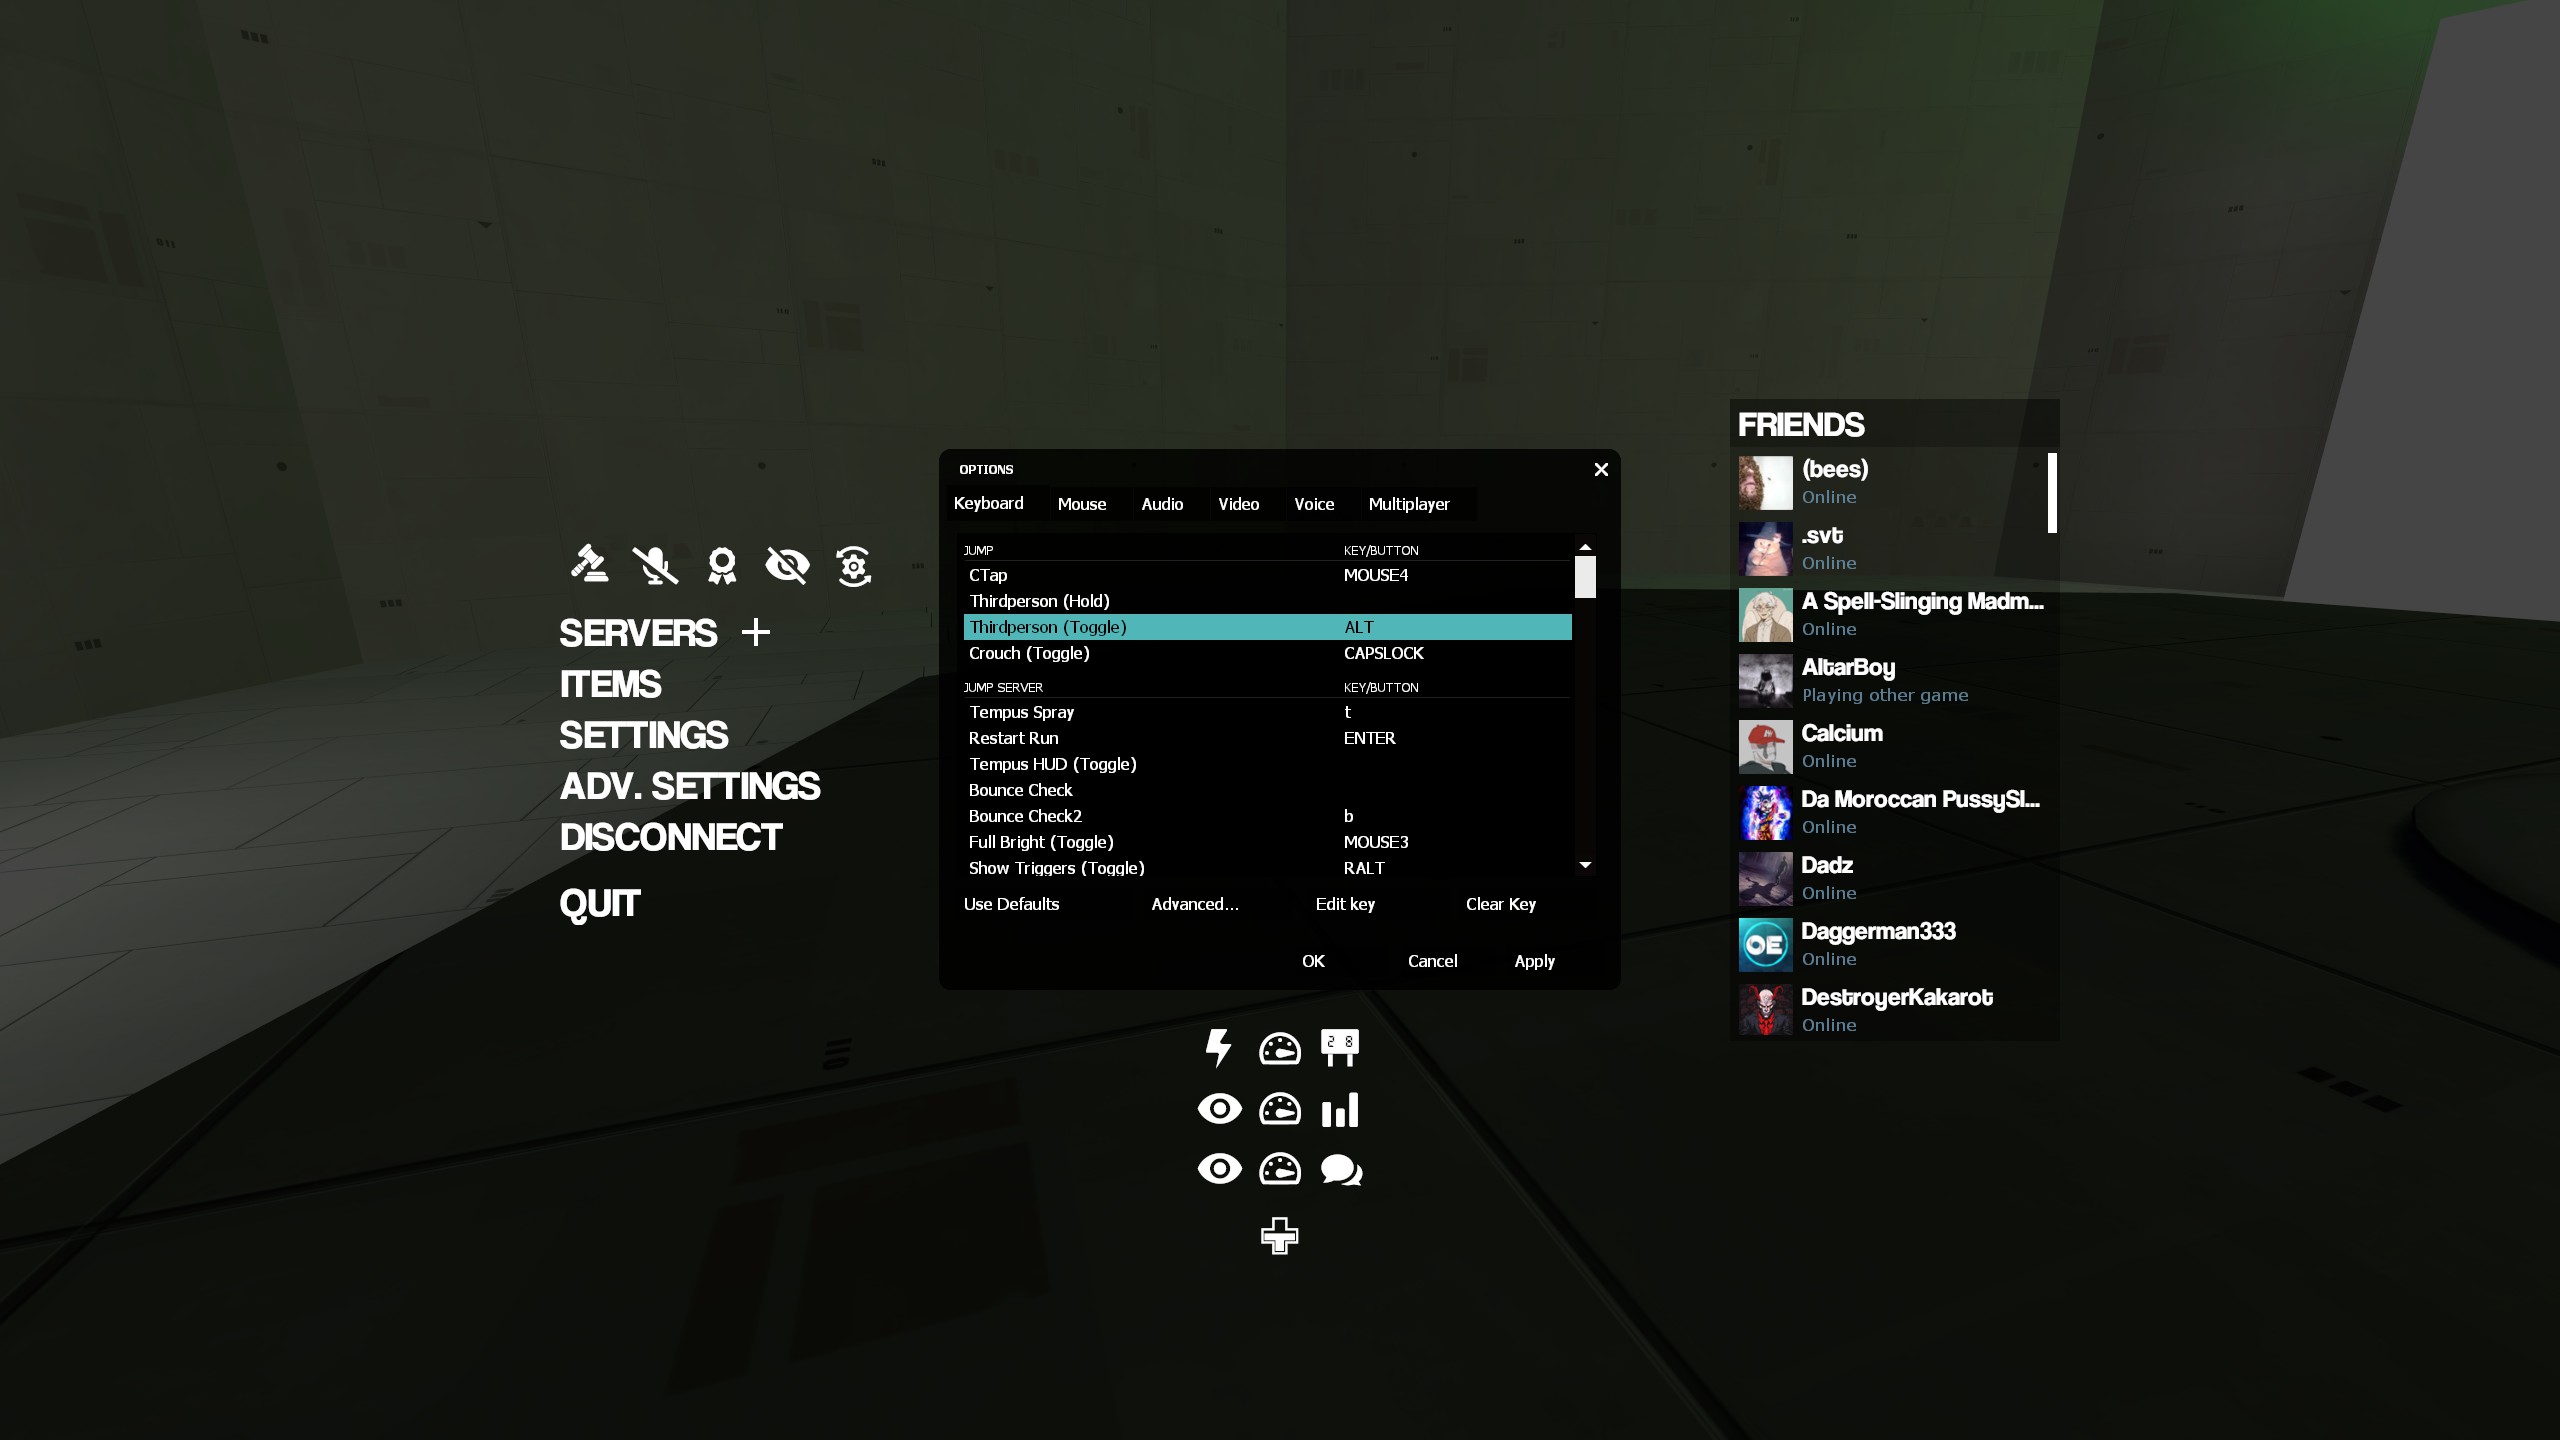 SERVERS +
ITEMS
SETTINGS
ADV. SETTINGS
DISCONNECT
QUIT
OPTIONS
Keyboard Mouse Audio Video Voice Multiplayer
JUMP KEY/BUTTON
CTap MOUSE4
Thirdperson (Hold)
Thirdperson (Toggle) ALT
Crouch (Toggle) CAPSLOCK
JUMP SERVER KEY/BUTTON
Tempus Spray t
Restart Run ENTER
Tempus HUD (Toggle)
Bounce Check
Bounce Check2 b
Full Bright (Toggle) MOUSE3
Show Triggers (Toggle) RALT
Use Defaults Advanced... Edit key Clear Key
OK Cancel Apply
2 8
FRIENDS
(bees)
Online
.svt
Online
A Spell-Slinging Madm...
Online
AltarBoy
Playing other game
Calcium
Online
Da Moroccan PussySl...
Online
Dadz
Online
OE
Daggerman333
Online
DestroyerKakarot
Online